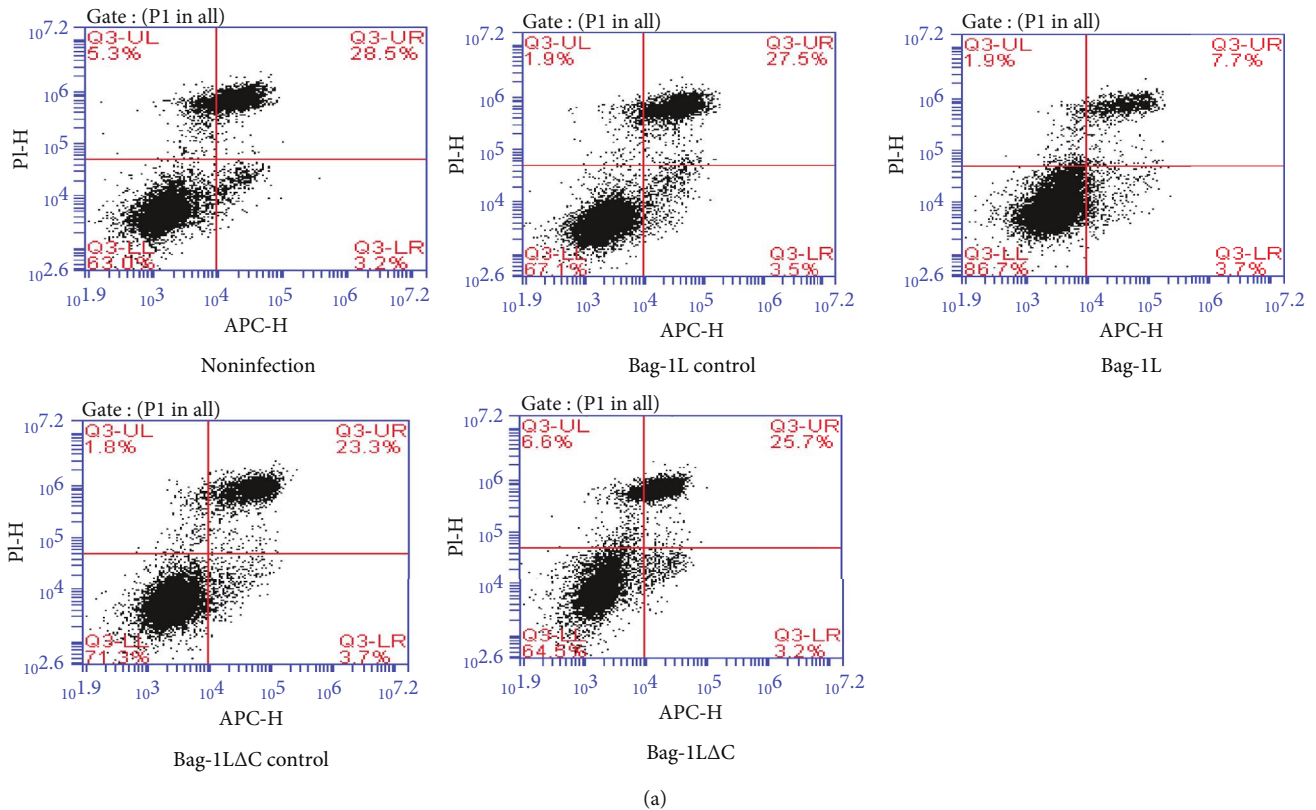 Gate : (P1 in all)
10^7.2
Q3-UL
5.3%
Q3-UR
28.5%
10^6
10^5
10^4
10^2.6
PI-H
Q3-LL
63.0%
Q3-LR
3.2%
10^1.9 10^3 10^4 10^5 10^6 10^7.2
APC-H
Noninfection
Gate : (P1 in all)
10^7.2
Q3-UL
1.9%
Q3-UR
27.5%
10^6
10^5
10^4
10^2.6
PI-H
Q3-LL
67.1%
Q3-LR
3.5%
10^1.9 10^3 10^4 10^5 10^6 10^7.2
APC-H
Bag-1L control
Gate : (P1 in all)
10^7.2
Q3-UL
1.9%
Q3-UR
7.7%
10^6
10^5
10^4
10^2.6
PI-H
Q3-LL
86.7%
Q3-LR
3.7%
10^1.9 10^3 10^4 10^5 10^6 10^7.2
APC-H
Bag-1L
Gate : (P1 in all)
10^7.2
Q3-UL
1.8%
Q3-UR
23.3%
10^6
10^5
10^4
10^2.6
PI-H
Q3-LL
71.3%
Q3-LR
3.7%
10^1.9 10^3 10^4 10^5 10^6 10^7.2
APC-H
Bag-1LΔC control
Gate : (P1 in all)
10^7.2
Q3-UL
6.6%
Q3-UR
25.7%
10^6
10^5
10^4
10^2.6
PI-H
Q3-LL
64.5%
Q3-LR
3.2%
10^1.9 10^3 10^4 10^5 10^6 10^7.2
APC-H
Bag-1LΔC
(a)